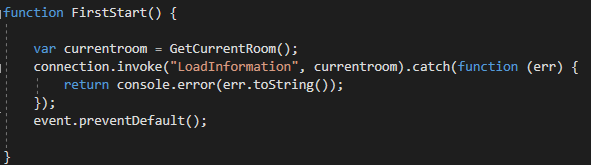 function FirstStart() {
var currentroom = GetCurrentRoom();
connection.invoke("LoadInformation", currentroom).catch(function (err) {
return console.error(err.toString());
});
event.preventDefault();
}